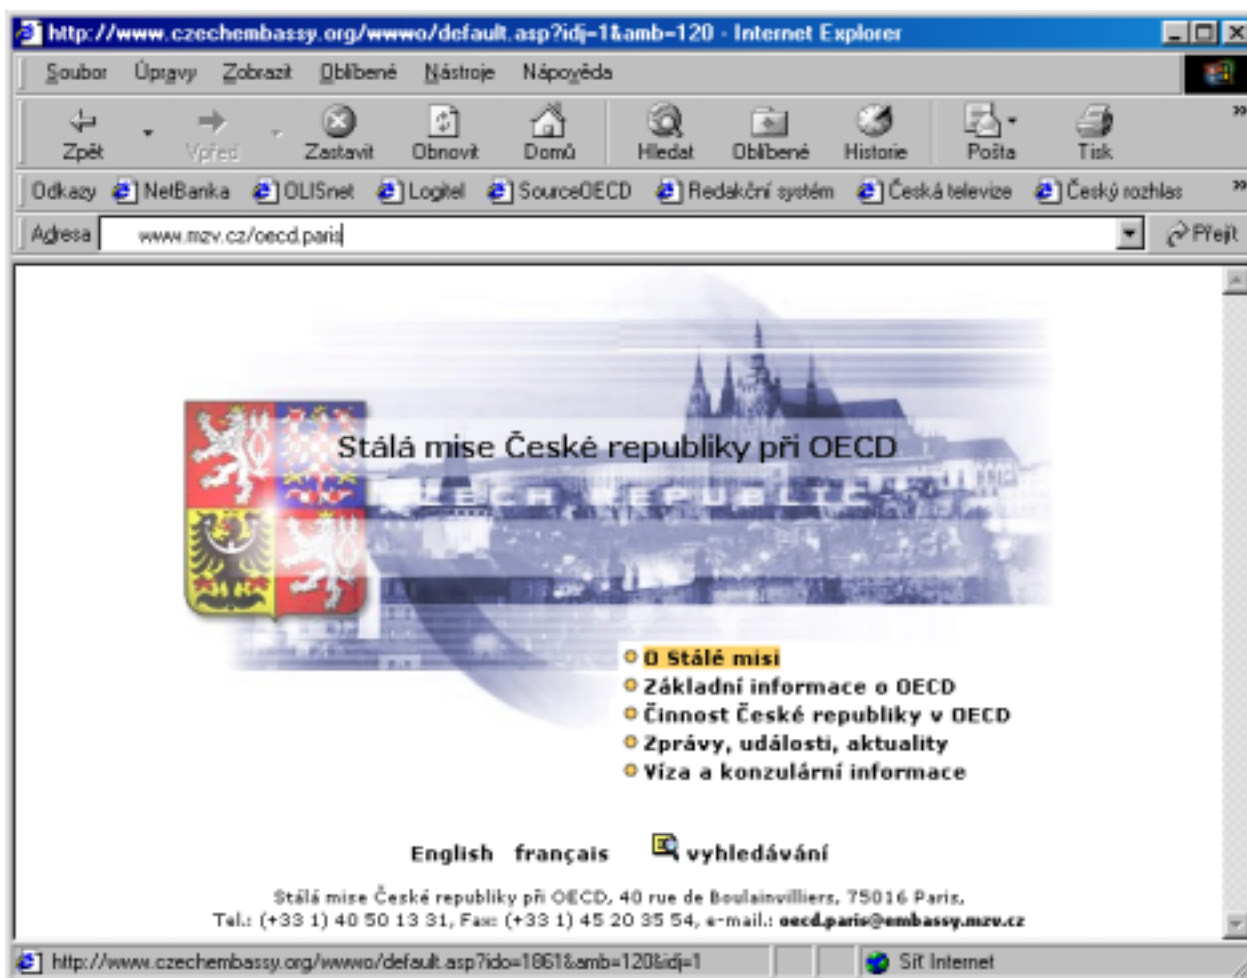 http://www.czechembassy.org/wwwo/default.asp?idj=1&amb=120 - Internet Explorer
Soubor Úpravy Zobrazit Oblíbené Nástroje Nápověda
Zpět Vpřed Zastavit Obnovit Domů Hledat Oblíbené Historie Pošta Tisk
Odkazy NetBanka OLISnet Logitel SourceOECD Redakční systém Česká televize Český rozhlas
Adresa www.mzv.cz/oecd.paris Přejít
Stálá mise České republiky při OECD
CZECH REPUBLIC
O Stálé misi
Základní informace o OECD
Činnost České republiky v OECD
Zprávy, události, aktuality
Víza a konzulární informace
English français vyhledávání
Stálá mise České republiky při OECD, 40 rue de Boulainvilliers, 75016 Paris,
Tel.: (+33 1) 40 50 13 31, Fax: (+33 1) 45 20 35 54, e-mail.: oecd.paris@embassy.mzv.cz
http://www.czechembassy.org/wwwo/default.asp?ido=1861&amb=120&idj=1 Síť Internet